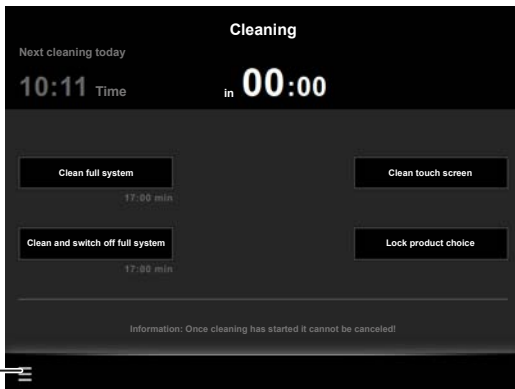 Cleaning
Next cleaning today
10:11 Time
in 00:00
Clean full system
Clean touch screen
17:00 min
Clean and switch off full system
Lock product choice
17:00 min
Information: Once cleaning has started it cannot be canceled!